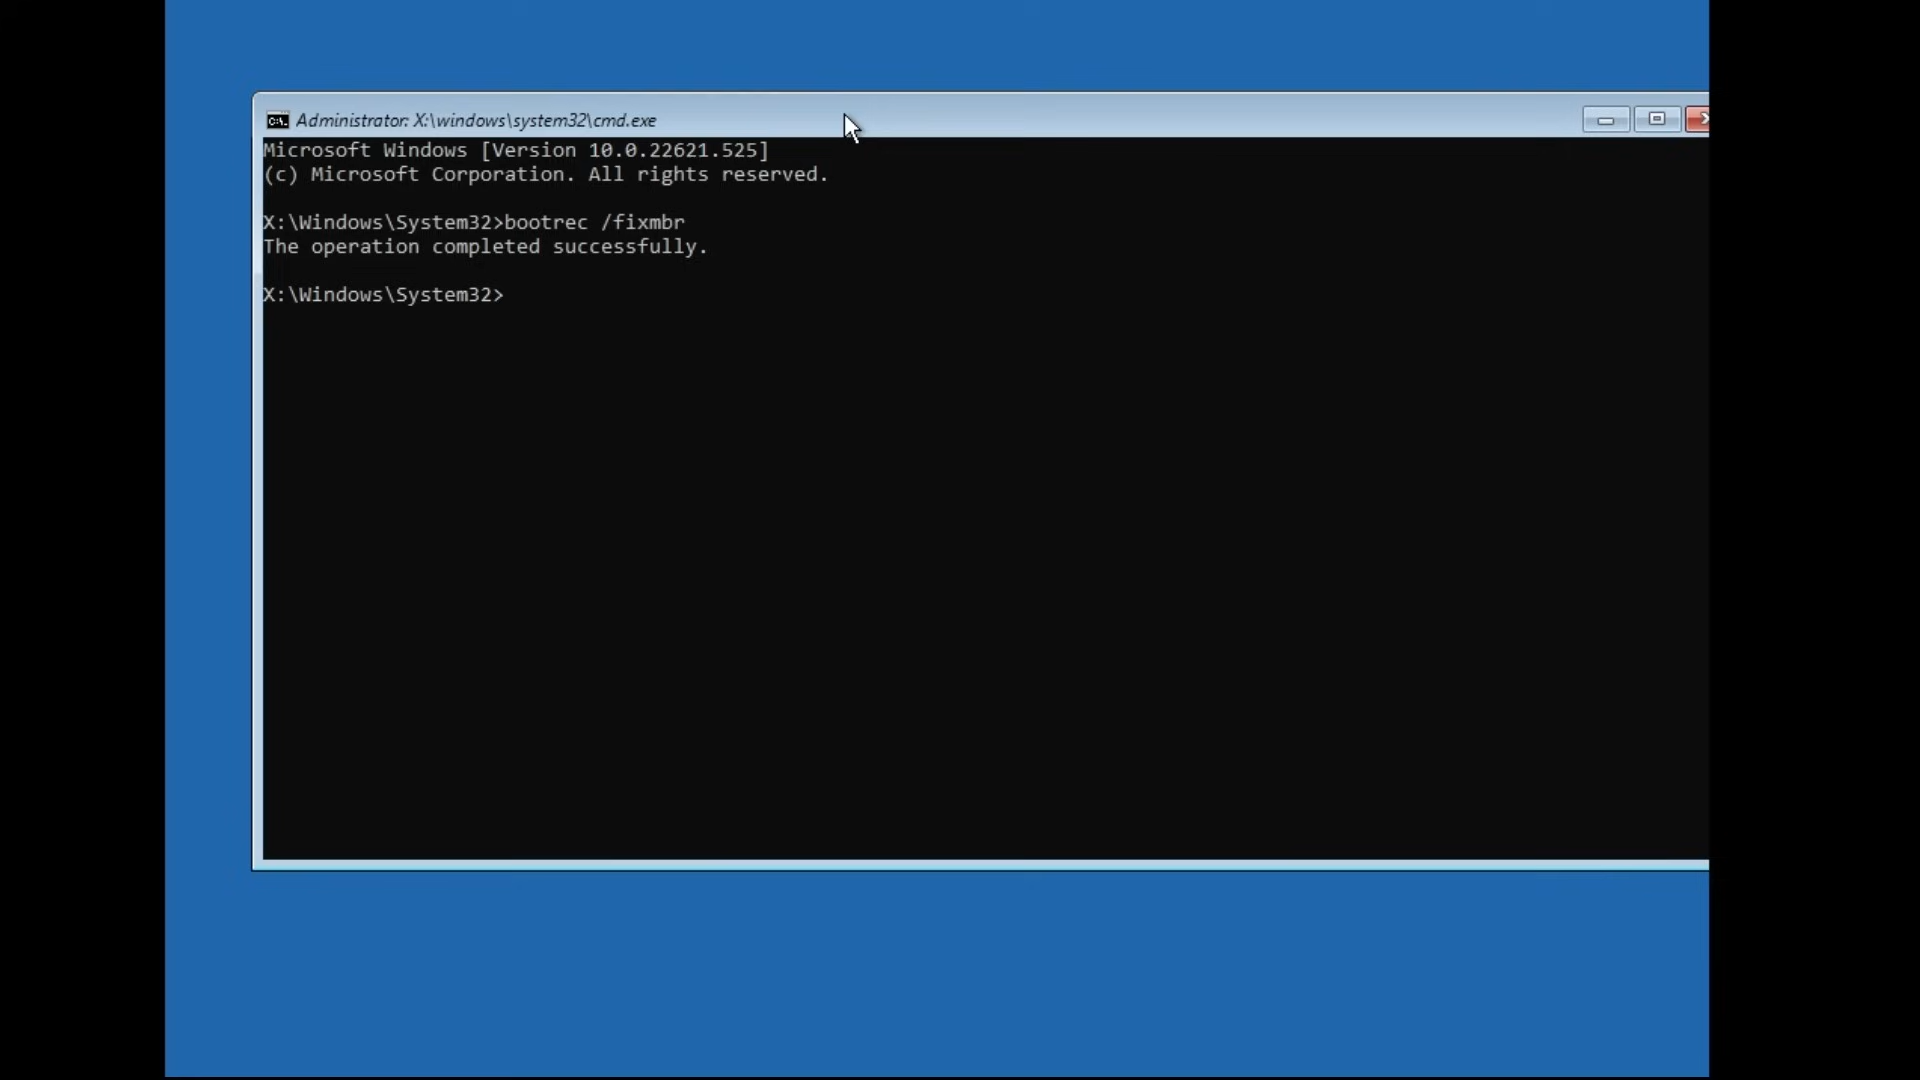 Administrator: X:\windows\system32\cmd.exe
Microsoft Windows [Version 10.0.22621.525]
(c) Microsoft Corporation. All rights reserved.
X:\Windows\System32>bootrec /fixmbr
The operation completed successfully.
X:\Windows\System32>